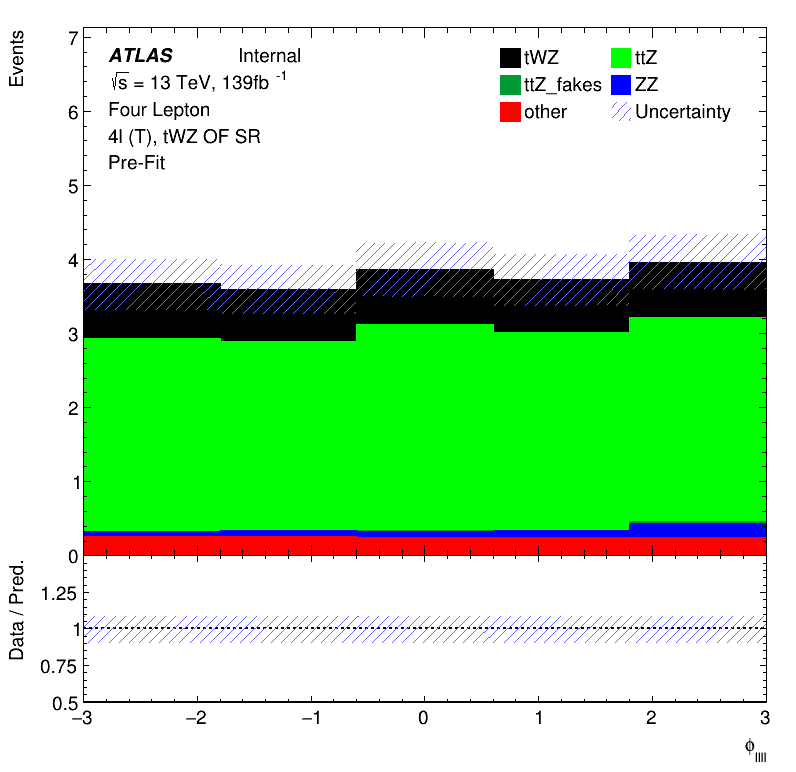 ATLAS Internal
√s = 13 TeV, 139fb⁻¹
Four Lepton
4l (T), tWZ OF SR
Pre-Fit
tWZ ttZ
ttZ_fakes ZZ
other Uncertainty
Events
7
6
5
4
3
2
1
0
Data / Pred.
1.25
1
0.75
0.5
−3 −2 −1 0 1 2 3
ϕ_llll